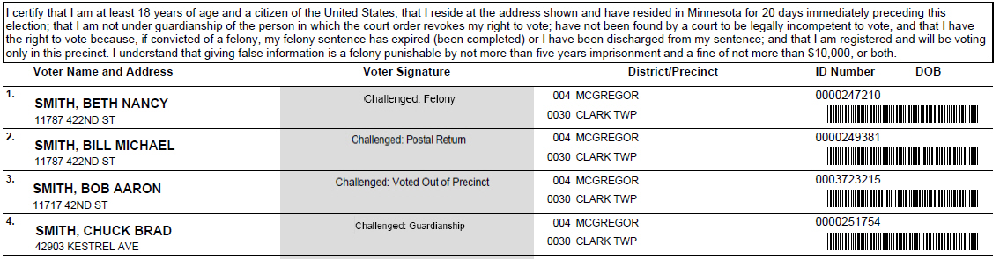 I certify that I am at least 18 years of age and a citizen of the United States; that I reside at the address shown and have resided in Minnesota for 20 days immediately preceding this
election; that I am not under guardianship of the person in which the court order revokes my right to vote; have not been found by a court to be legally incompetent to vote, and that I have
the right to vote because, if convicted of a felony, my felony sentence has expired (been completed) or I have been discharged from my sentence; and that I am registered and will be voting
only in this precinct. I understand that giving false information is a felony punishable by not more than five years imprisonment and a fine of not more than $10,000, or both.
Voter Name and Address Voter Signature District/Precinct ID Number DOB
1. SMITH, BETH NANCY Challenged: Felony 004 MCGREGOR 0000247210
11787 422ND ST 0030 CLARK TWP
2. SMITH, BILL MICHAEL Challenged: Postal Return 004 MCGREGOR 0000249381
11787 422ND ST 0030 CLARK TWP
3. SMITH, BOB AARON Challenged: Voted Out of Precinct 004 MCGREGOR 0003723215
11717 42ND ST 0030 CLARK TWP
4. SMITH, CHUCK BRAD Challenged: Guardianship 004 MCGREGOR 0000251754
42903 KESTREL AVE 0030 CLARK TWP